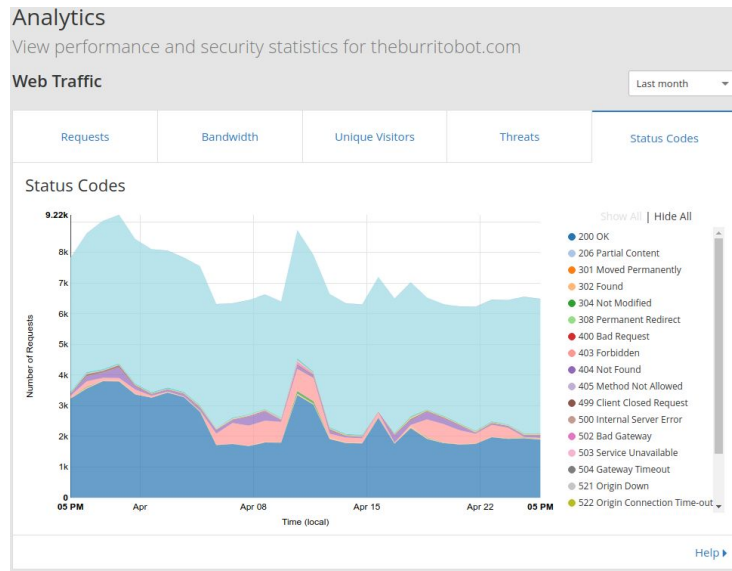 Analytics
View performance and security statistics for theburritobot.com
Web Traffic
Last month
Requests
Bandwidth
Unique Visitors
Threats
Status Codes
Status Codes
Show All | Hide All
9.22k
8k
7k
6k
5k
4k
3k
2k
1k
0
Number of Requests
05 PM
Apr
Apr 08
Apr 15
Apr 22
05 PM
Time (local)
200 OK
206 Partial Content
301 Moved Permanently
302 Found
304 Not Modified
308 Permanent Redirect
400 Bad Request
403 Forbidden
404 Not Found
405 Method Not Allowed
499 Client Closed Request
500 Internal Server Error
502 Bad Gateway
503 Service Unavailable
504 Gateway Timeout
521 Origin Down
522 Origin Connection Time-out
Help